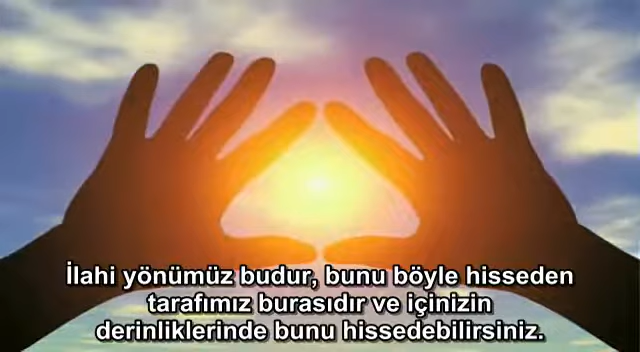 İlahi yönümüz budur, bunu böyle hisseden
tarafımız burasıdır ve içinizin
derinliklerinde bunu hissedebilirsiniz.